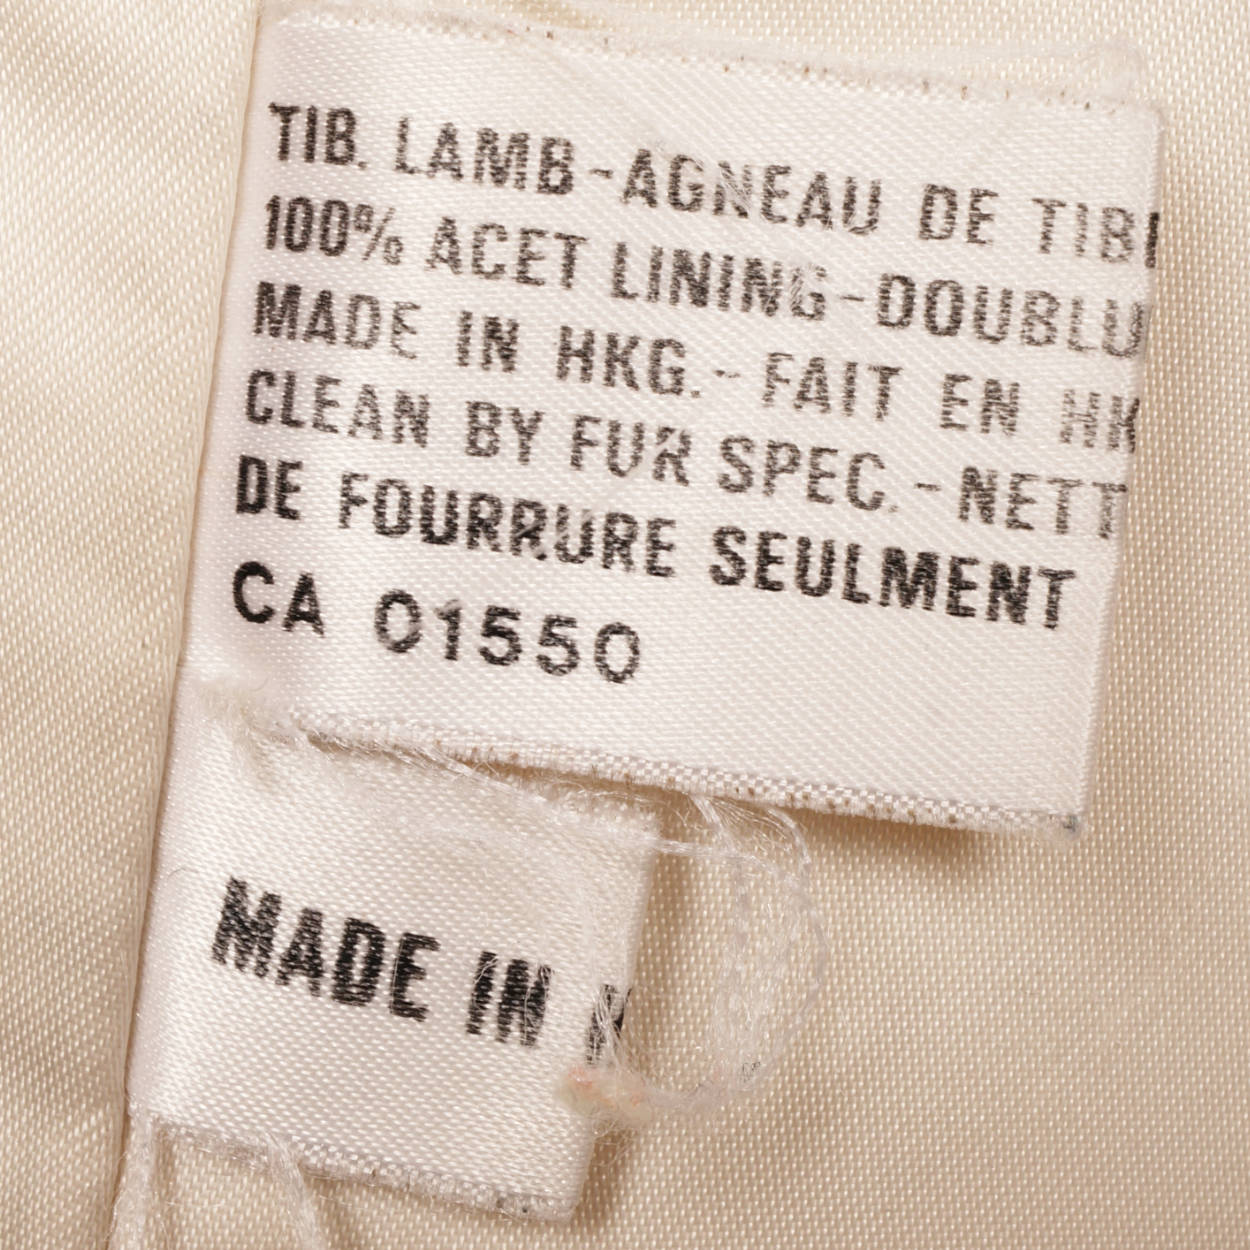 TIB. LAMB-AGNEAU DE TIBI
100% ACET LINING-DOUBLU
MADE IN HKG.- FAIT EN HK
CLEAN BY FUR SPEC.-NETT
DE FOURRURE SEULMENT
CA 01550
MADE IN